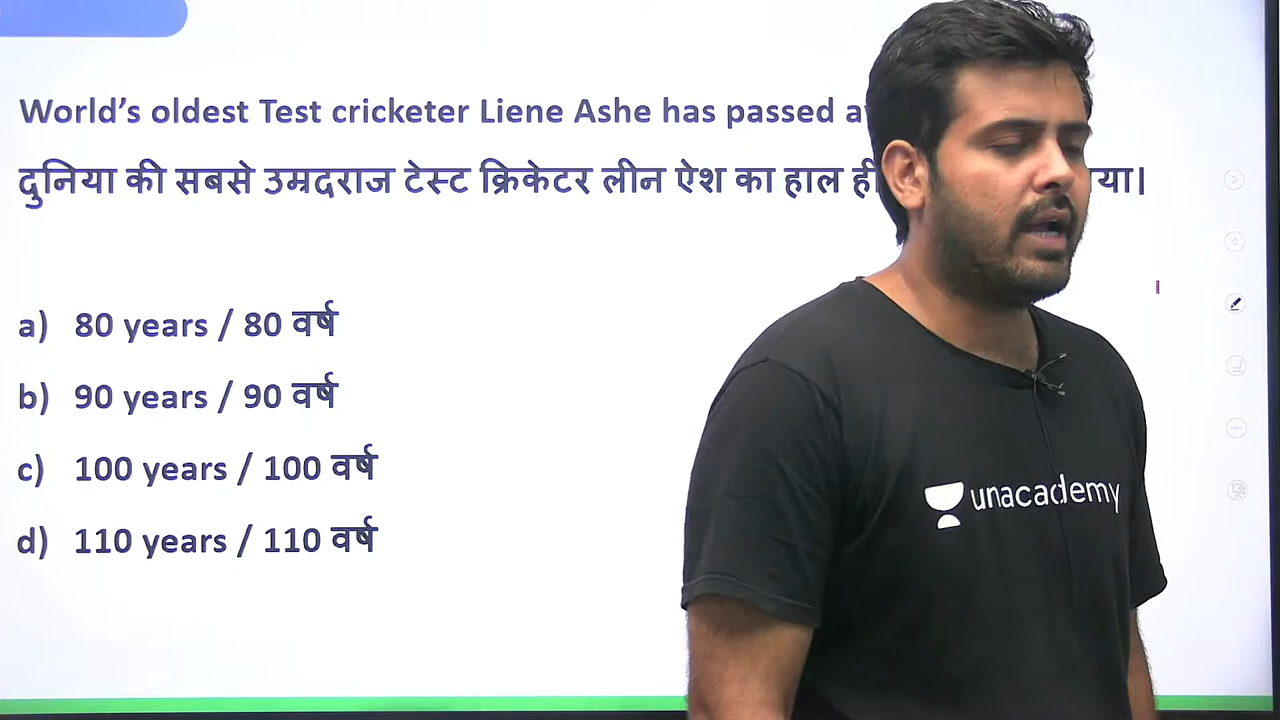 World's oldest Test cricketer Liene Ashe has passed
दुनिया की सबसे उम्रदराज टेस्ट क्रिकेटर लीन ऐश का हाल ही
a) 80 years / 80 वर्ष
b) 90 years / 90 वर्ष
c) 100 years / 100 वर्ष
d) 110 years / 110 वर्ष
unacademy